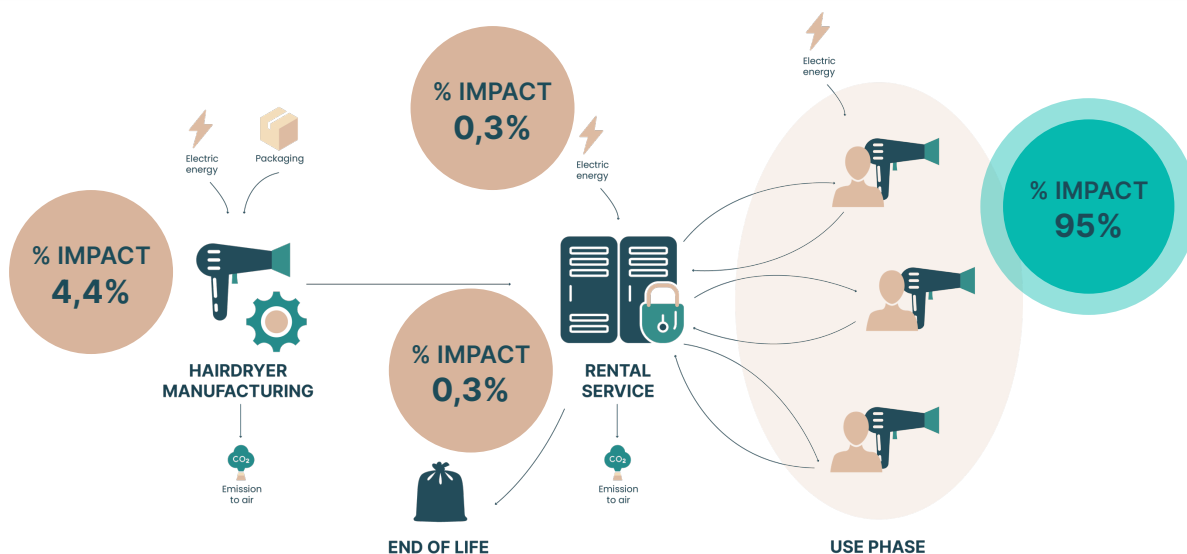 Electric
energy
% IMPACT
0,3%
Electric
energy
Packaging
Electric
energy
% IMPACT
95%
% IMPACT
4,4%
% IMPACT
0,3%
HAIRDRYER
MANUFACTURING
RENTAL
SERVICE
CO₂
Emission
to air
CO₂
Emission
to air
END OF LIFE
USE PHASE